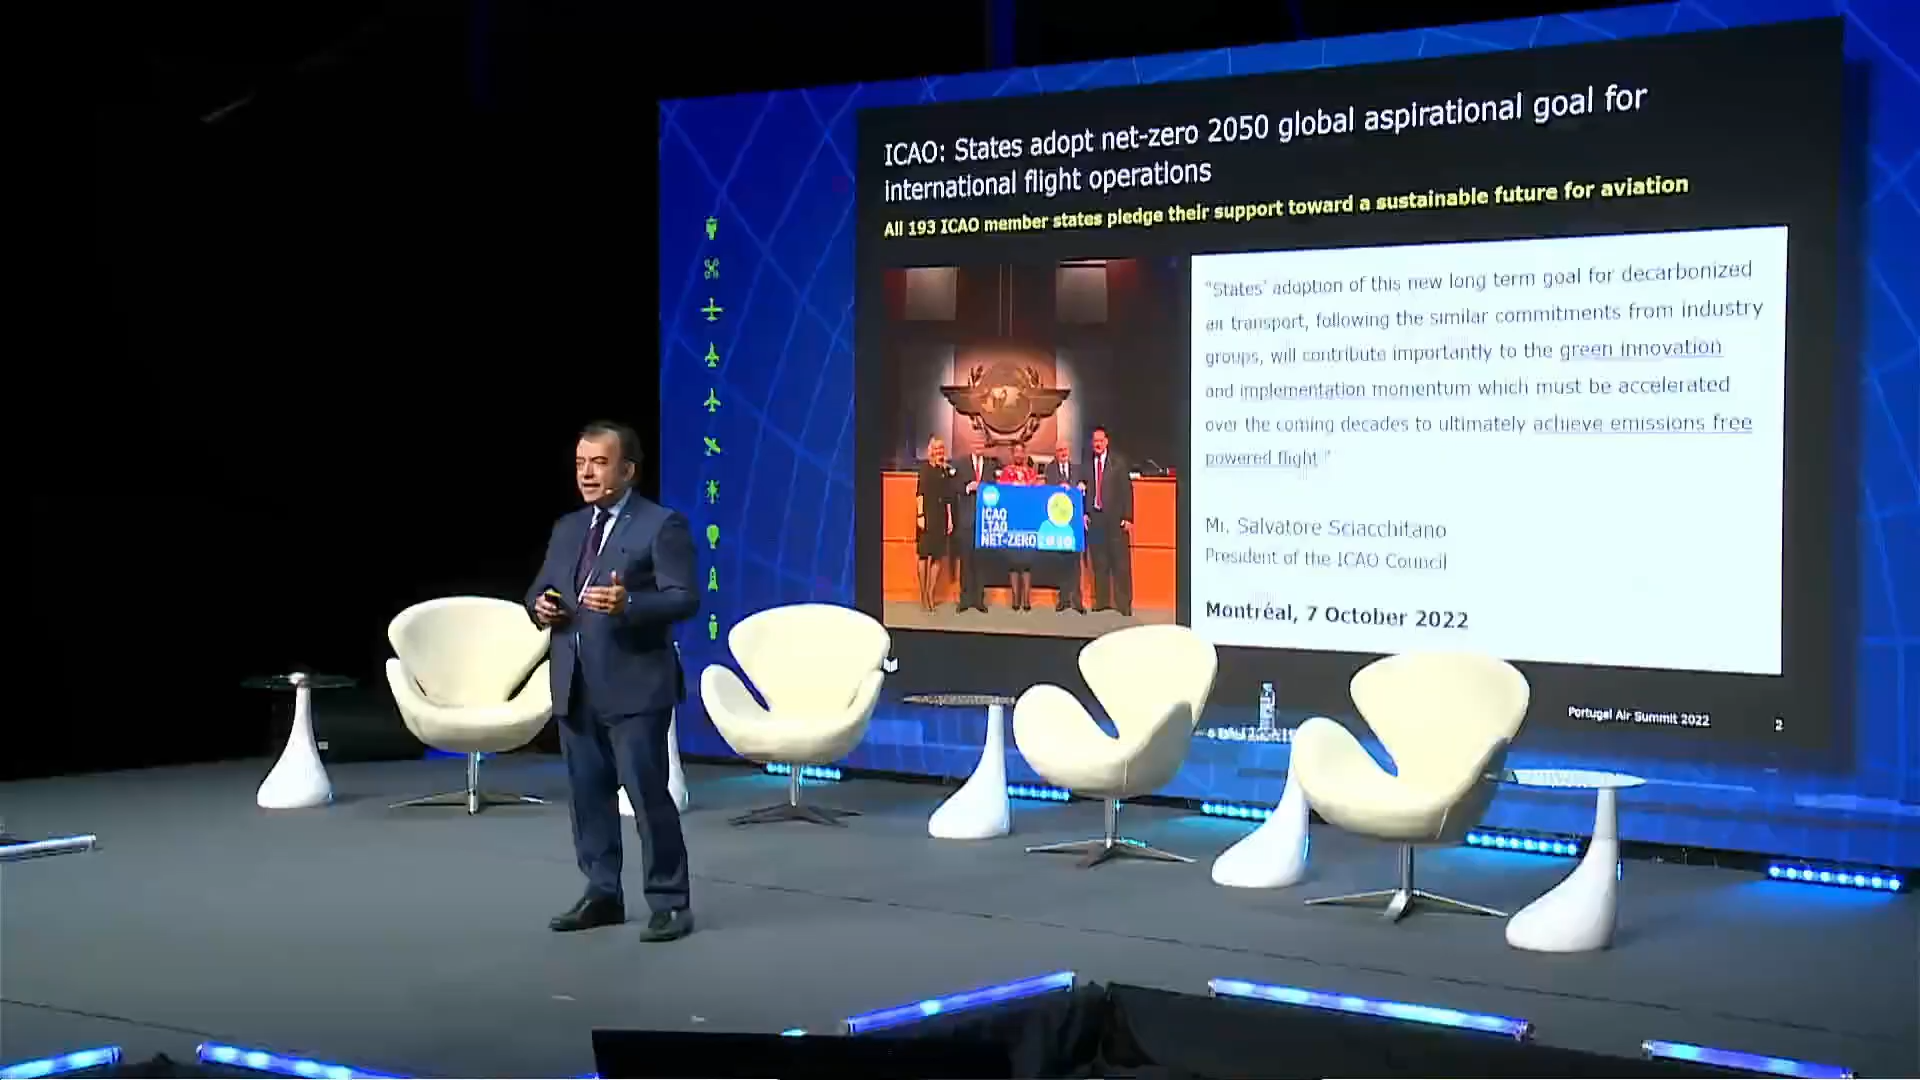 ICAO: States adopt net-zero 2050 global aspirational goal for
international flight operations
All 193 ICAO member states pledge their support toward a sustainable future for aviation
"States' adoption of this new long term goal for decarbonized
air transport, following the similar commitments from industry
groups, will contribute importantly to the green innovation
and implementation momentum which must be accelerated
over the coming decades to ultimately achieve emissions free
powered flight "
Mr. Salvatore Sciacchitano
President of the ICAO Council
Montréal, 7 October 2022
ICAO
LTAG
NET-ZERO 2050
Portugal Air Summit 2022
2